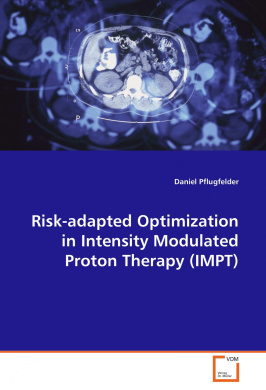 P
Daniel Pflugfelder
Risk-adapted Optimization
in Intensity Modulated
Proton Therapy (IMPT)
VDM
Verlag
Dr. Müller